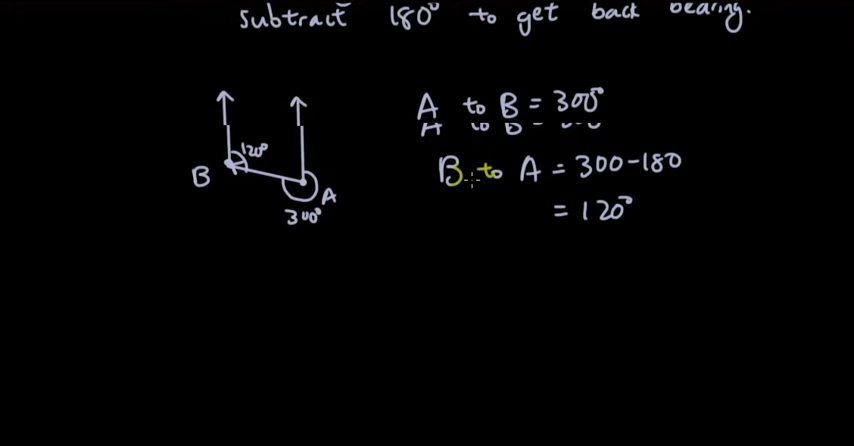 subtract 180° to get back bearing.
A to B = 300°
120°
B to A = 300-180
B
A
= 120°
300°